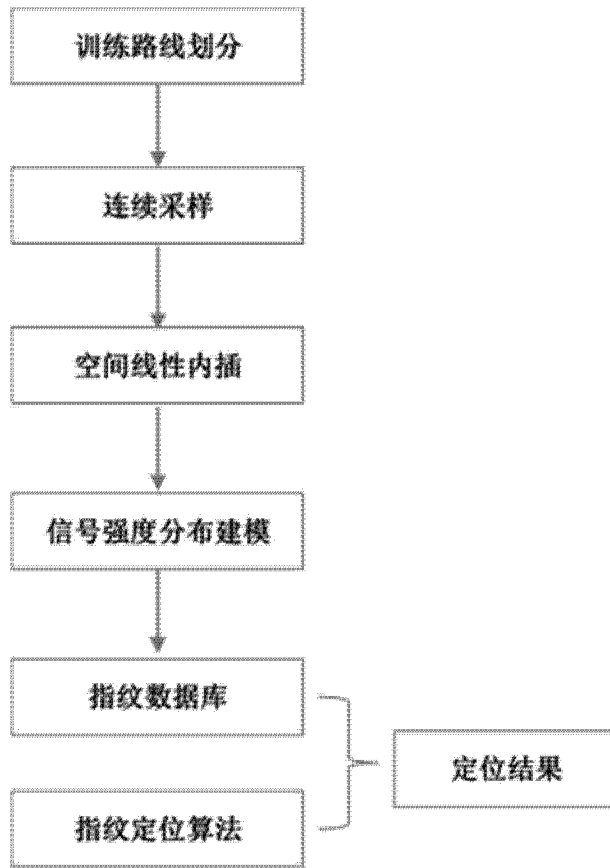 训练路线划分
连续采样
空间线性内插
信号强度分布建模
指纹数据库
定位结果
指纹定位算法